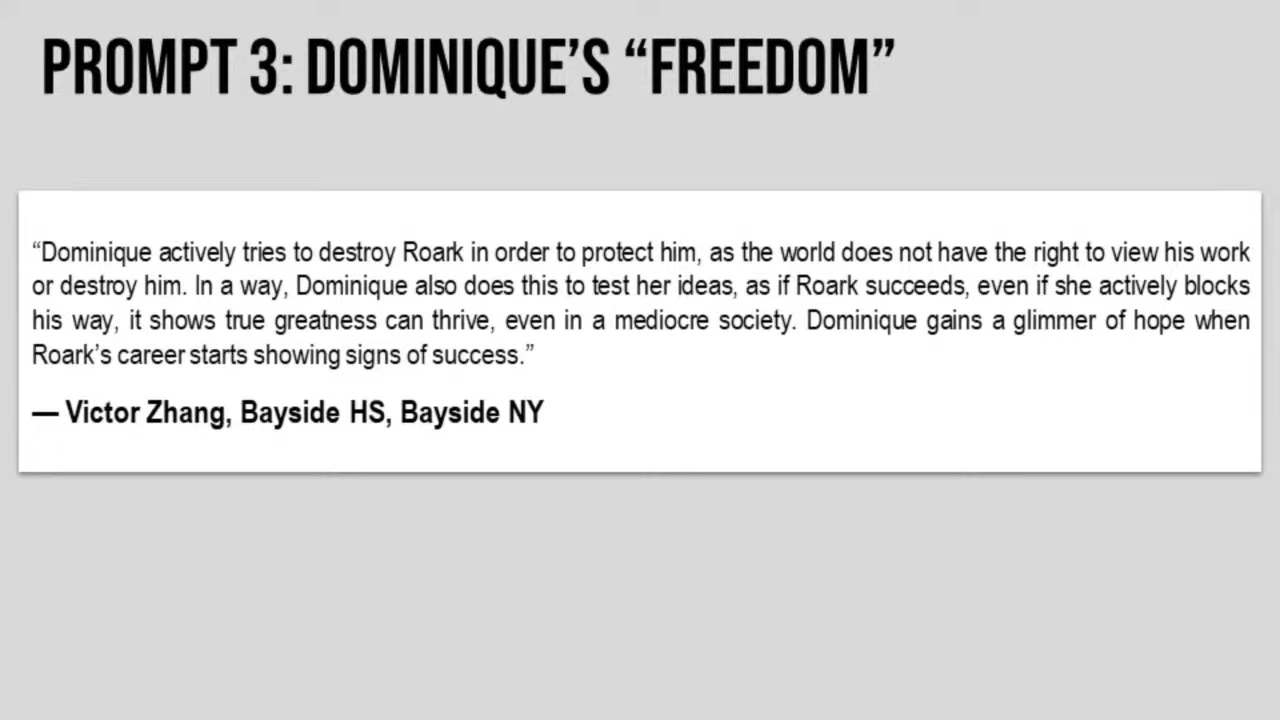 PROMPT 3: DOMINIQUE’S “FREEDOM”
“Dominique actively tries to destroy Roark in order to protect him, as the world does not have the right to view his work
or destroy him. In a way, Dominique also does this to test her ideas, as if Roark succeeds, even if she actively blocks
his way, it shows true greatness can thrive, even in a mediocre society. Dominique gains a glimmer of hope when
Roark’s career starts showing signs of success.”
— Victor Zhang, Bayside HS, Bayside NY